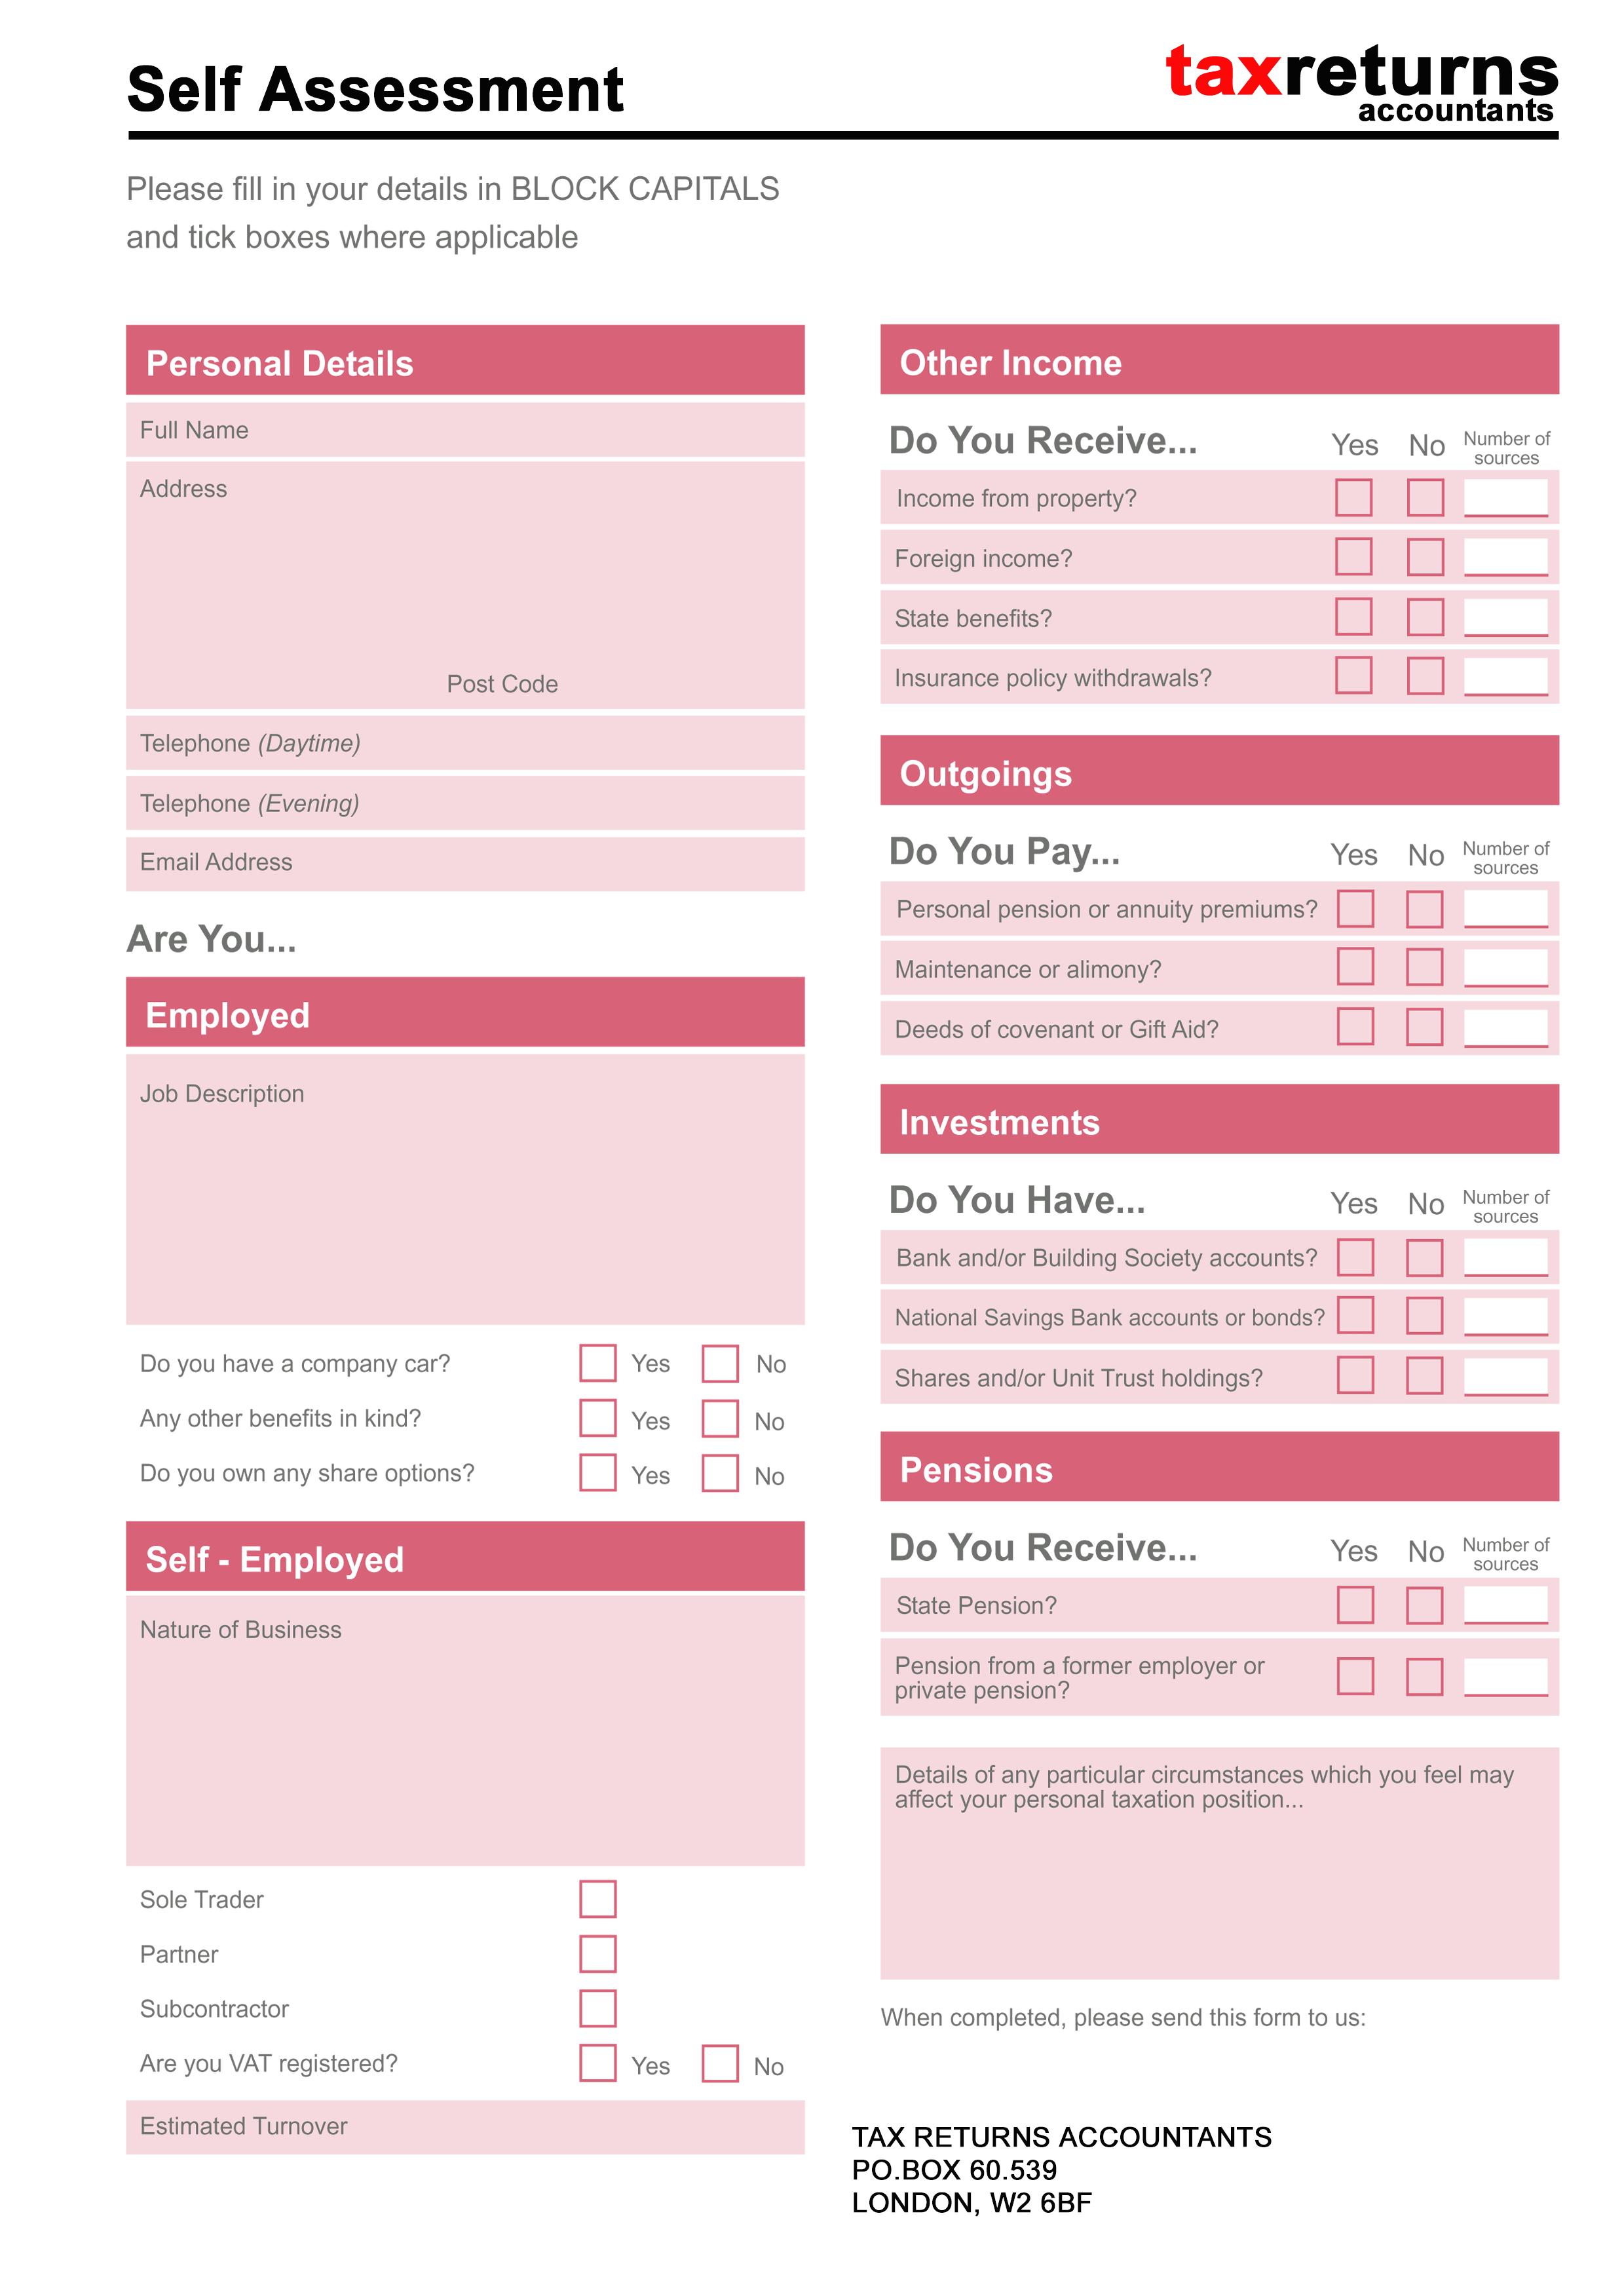 Self Assessment
taxreturns
accountants
Please fill in your details in BLOCK CAPITALS
and tick boxes where applicable
Personal Details
Full Name
Address
Post Code
Telephone (Daytime)
Telephone (Evening)
Email Address
Are You...
Employed
Job Description
Do you have a company car? Yes No
Any other benefits in kind? Yes No
Do you own any share options? Yes No
Self - Employed
Nature of Business
Sole Trader
Partner
Subcontractor
Are you VAT registered? Yes No
Estimated Turnover
Other Income
Do You Receive... Yes No Number of
sources
Income from property?
Foreign income?
State benefits?
Insurance policy withdrawals?
Outgoings
Do You Pay... Yes No Number of
sources
Personal pension or annuity premiums?
Maintenance or alimony?
Deeds of covenant or Gift Aid?
Investments
Do You Have... Yes No Number of
sources
Bank and/or Building Society accounts?
National Savings Bank accounts or bonds?
Shares and/or Unit Trust holdings?
Pensions
Do You Receive... Yes No Number of
sources
State Pension?
Pension from a former employer or
private pension?
Details of any particular circumstances which you feel may
affect your personal taxation position...
When completed, please send this form to us:
TAX RETURNS ACCOUNTANTS
PO.BOX 60.539
LONDON, W2 6BF